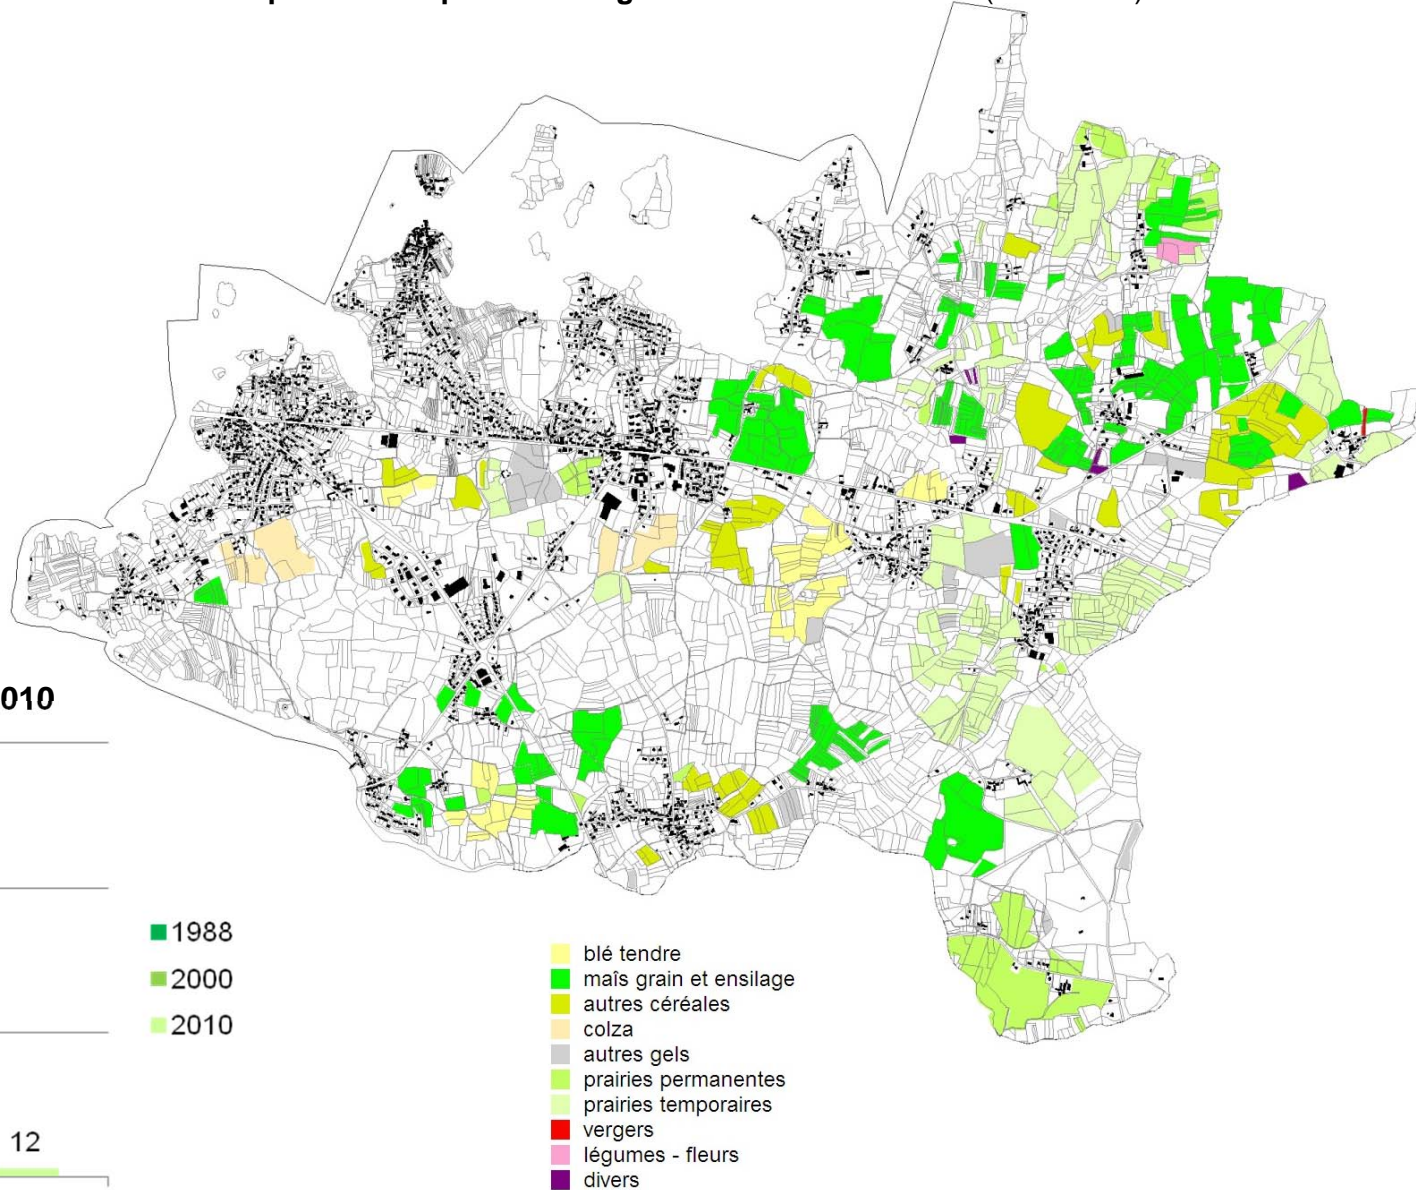 010
1988
2000
2010
12
blé tendre
maîs grain et ensilage
autres céréales
colza
autres gels
prairies permanentes
prairies temporaires
vergers
légumes - fleurs
divers